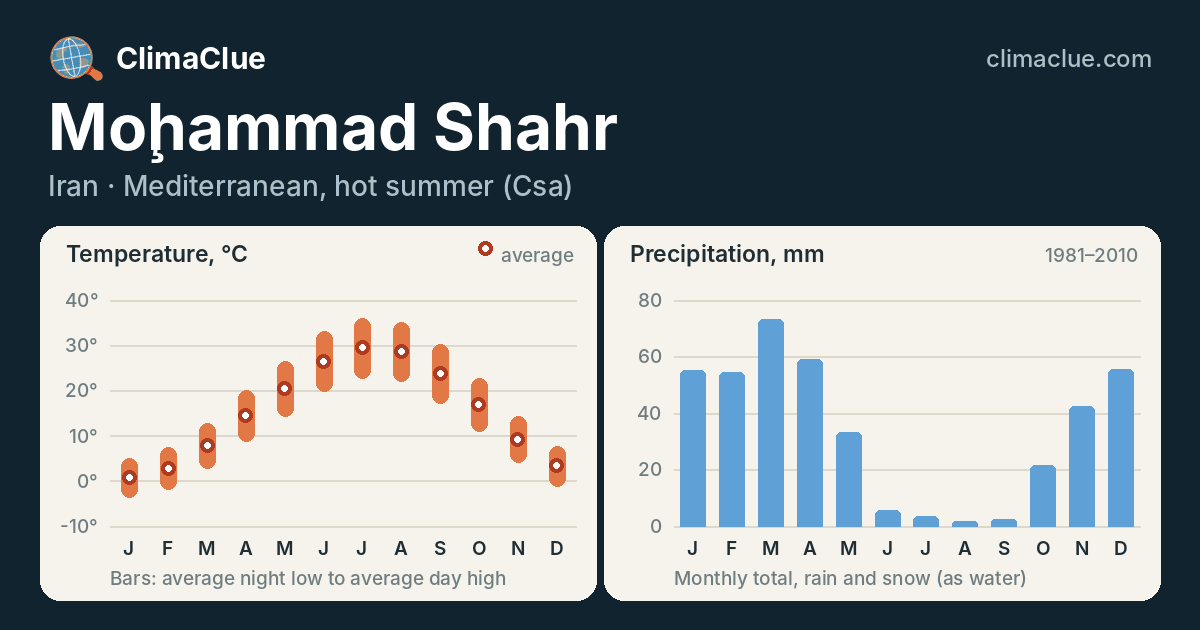 ClimaClue
climaclue.com
Moḩammad Shahr
Iran · Mediterranean, hot summer (Csa)
Temperature, °C
average
40°
30°
20°
10°
0°
-10°
J F M A M J J A S O N D
Bars: average night low to average day high
Precipitation, mm
1981–2010
80
60
40
20
0
J F M A M J J A S O N D
Monthly total, rain and snow (as water)